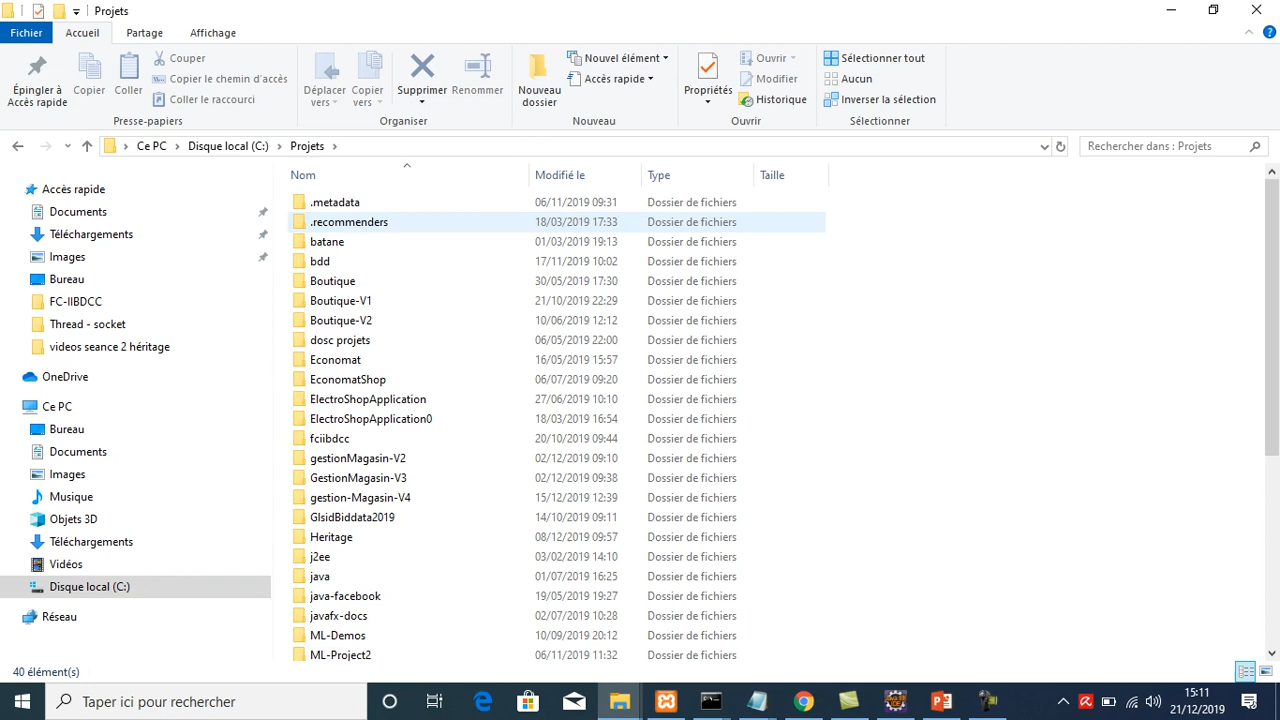 Projets
Fichier Accueil Partage Affichage
Épingler à Accès rapide
Copier
Coller
Couper
Copier le chemin d'accès
Coller le raccourci
Presse-papiers
Déplacer vers
Copier vers
Supprimer
Renommer
Organiser
Nouveau dossier
Nouvel élément
Accès rapide
Nouveau
Propriétés
Ouvrir
Modifier
Historique
Ouvrir
Sélectionner tout
Aucun
Inverser la sélection
Sélectionner
Ce PC > Disque local (C:) > Projets >
Rechercher dans : Projets
Accès rapide
Documents
Téléchargements
Images
Bureau
FC-IIBDCC
Thread - socket
videos seance 2 héritage
OneDrive
Ce PC
Bureau
Documents
Images
Musique
Objets 3D
Téléchargements
Vidéos
Disque local (C:)
Réseau
Nom Modifié le Type Taille
.metadata 06/11/2019 09:31 Dossier de fichiers
.recommenders 18/03/2019 17:33 Dossier de fichiers
batane 01/03/2019 19:13 Dossier de fichiers
bdd 17/11/2019 10:02 Dossier de fichiers
Boutique 30/05/2019 17:30 Dossier de fichiers
Boutique-V1 21/10/2019 22:29 Dossier de fichiers
Boutique-V2 10/06/2019 12:12 Dossier de fichiers
dosc projets 06/05/2019 22:00 Dossier de fichiers
Economat 16/05/2019 15:57 Dossier de fichiers
EconomatShop 06/07/2019 09:20 Dossier de fichiers
ElectroShopApplication 27/06/2019 10:10 Dossier de fichiers
ElectroShopApplication0 18/03/2019 16:54 Dossier de fichiers
fciibdcc 20/10/2019 09:44 Dossier de fichiers
gestionMagasin-V2 02/12/2019 09:10 Dossier de fichiers
GestionMagasin-V3 02/12/2019 09:38 Dossier de fichiers
gestion-Magasin-V4 15/12/2019 12:39 Dossier de fichiers
GlsidBiddata2019 14/10/2019 09:11 Dossier de fichiers
Heritage 08/12/2019 09:57 Dossier de fichiers
j2ee 03/02/2019 14:10 Dossier de fichiers
java 01/07/2019 16:25 Dossier de fichiers
java-facebook 19/05/2019 19:27 Dossier de fichiers
javafx-docs 02/07/2019 10:28 Dossier de fichiers
ML-Demos 10/09/2019 20:12 Dossier de fichiers
ML-Project2 06/11/2019 11:32 Dossier de fichiers
40 élément(s)
Taper ici pour rechercher
15:11
21/12/2019